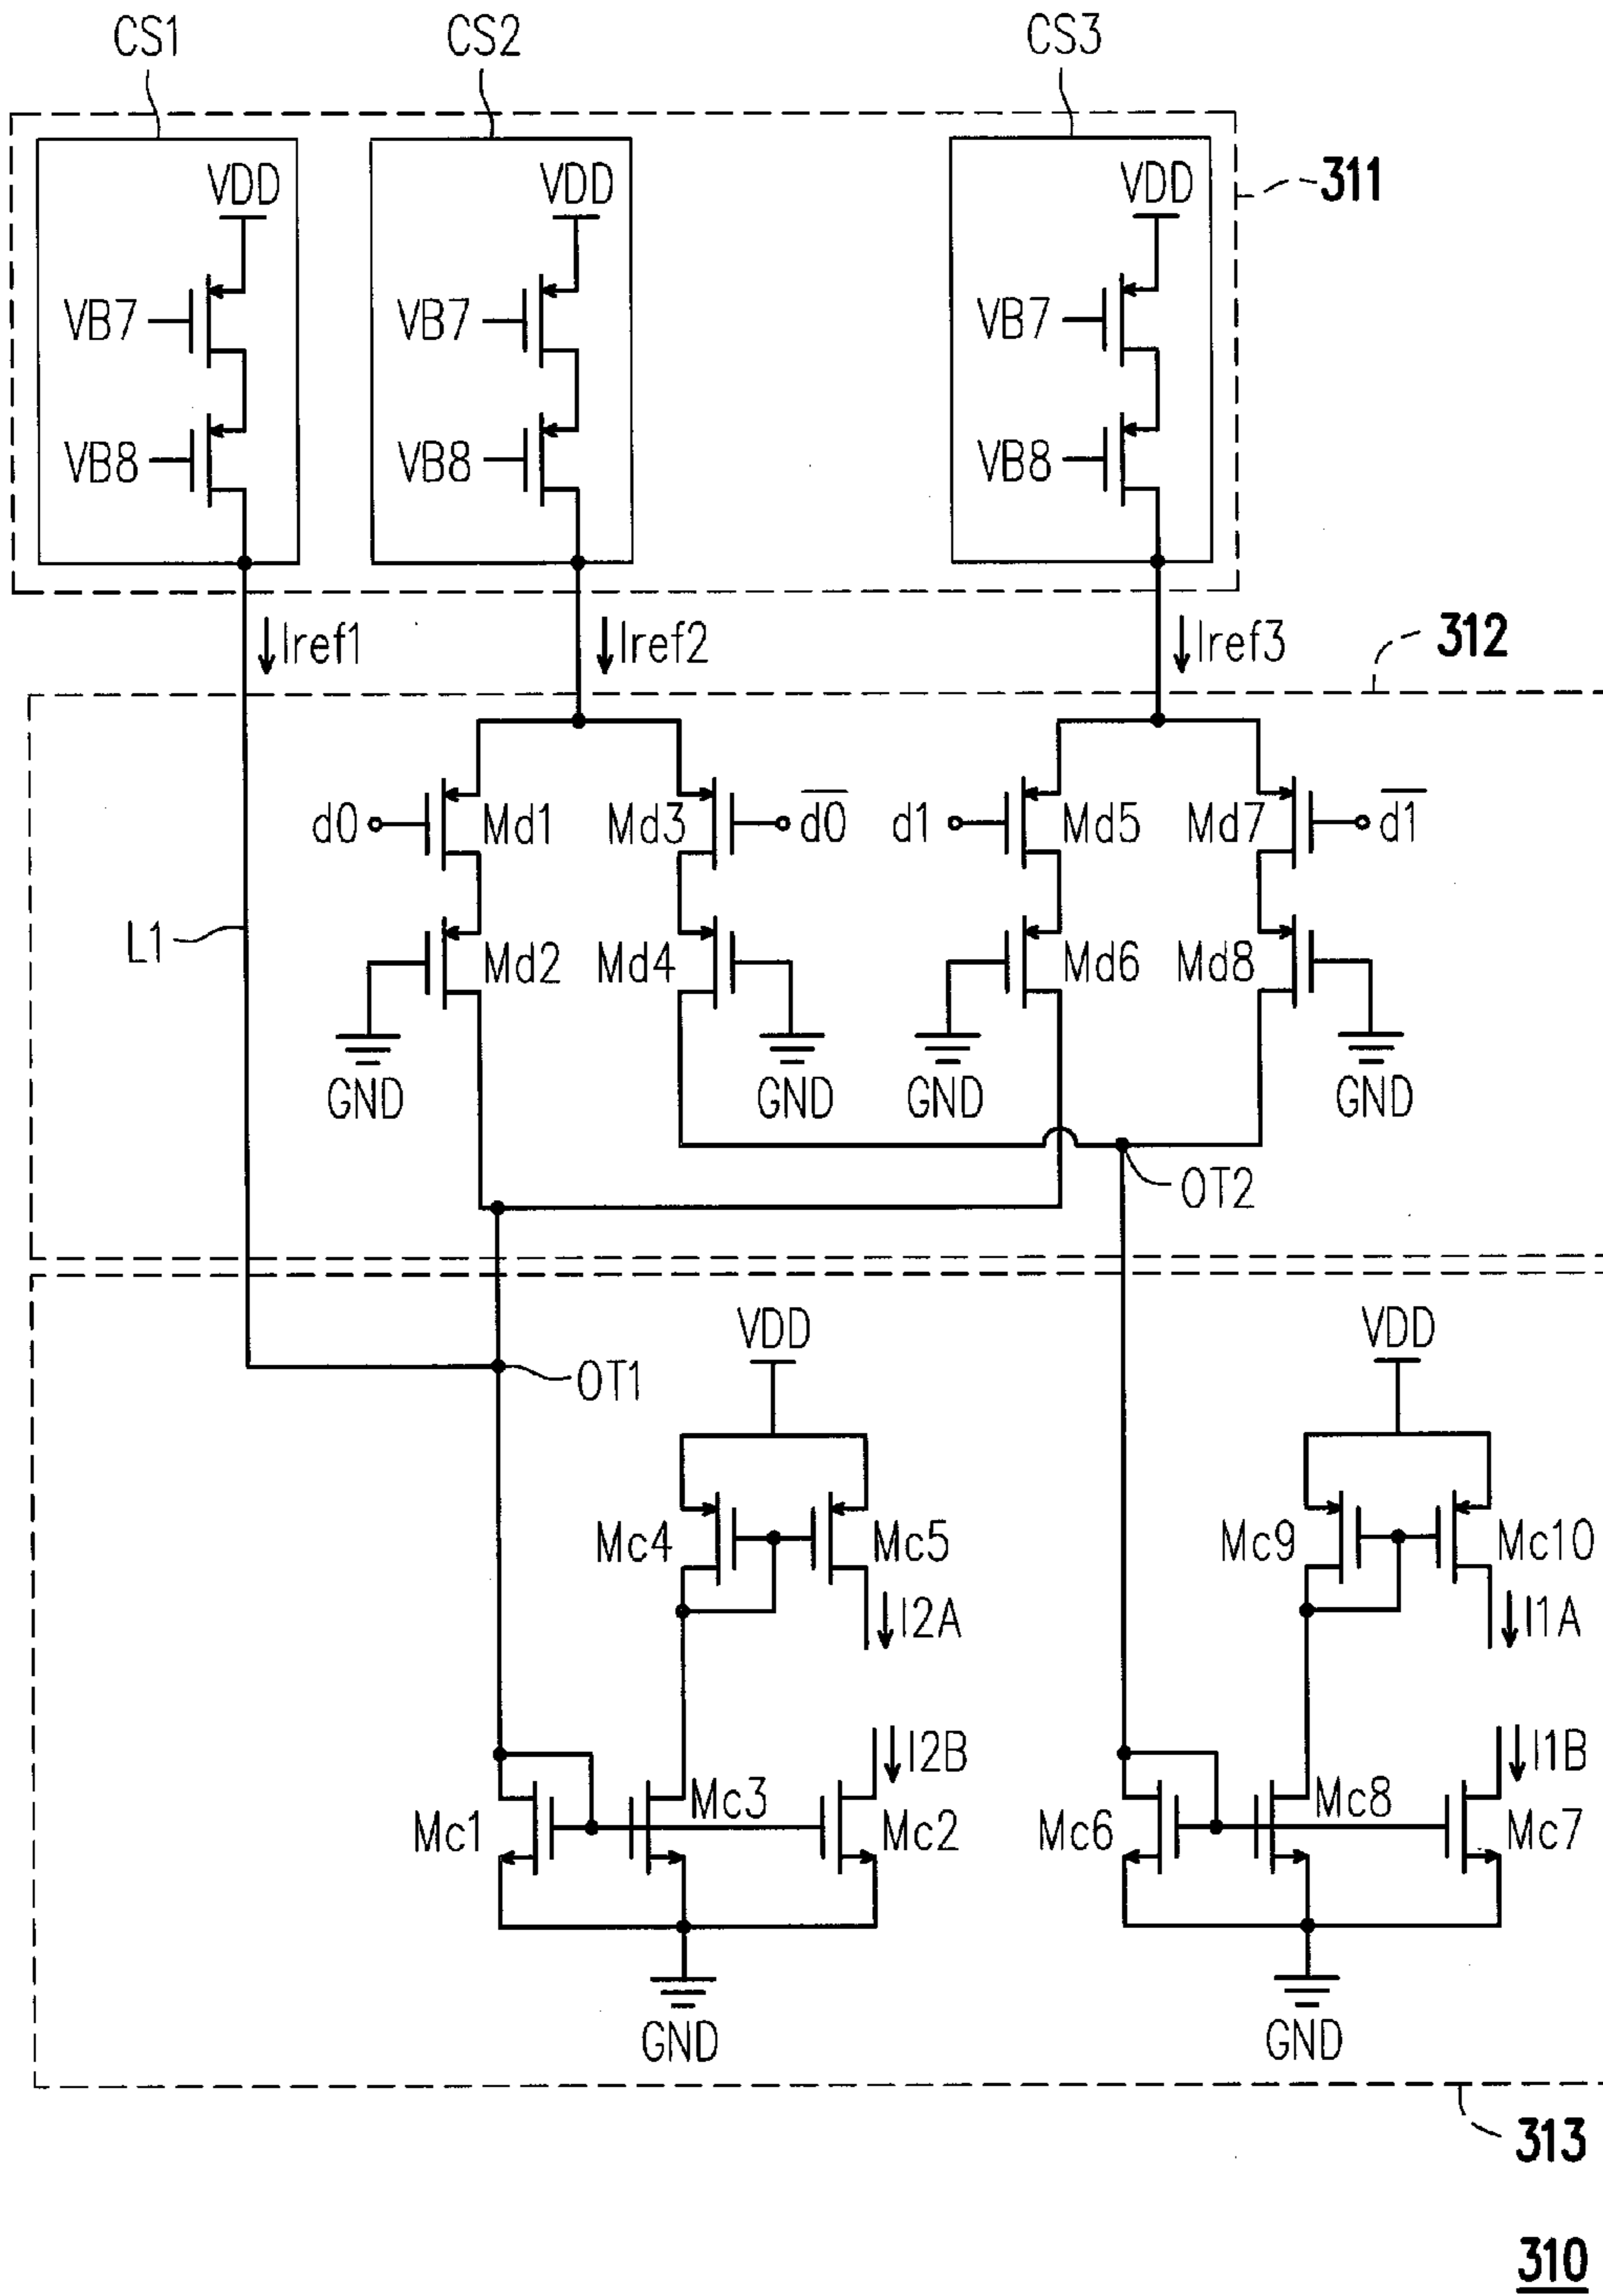 CS1 CS2 CS3
VDD VDD VDD
311
VB7 VB7 VB7
VB8 VB8 VB8
Iref1 Iref2 Iref3
312
d0 Md1 Md3 d0̅ d1 Md5 Md7 d1̅
L1 Md2 Md4 Md6 Md8
GND GND GND GND
OT2
VDD VDD
OT1
Mc4 Mc5 Mc9 Mc10
I2A I1A
I2B I1B
Mc1 Mc3 Mc2 Mc6 Mc8 Mc7
GND GND
313
310